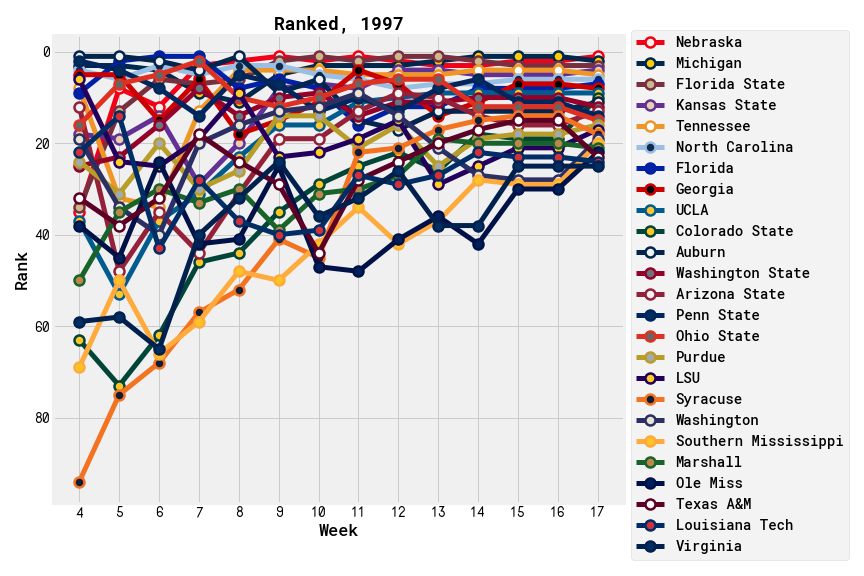 Ranked, 1997
0
20
40
60
80
Rank
4 5 6 7 8 9 10 11 12 13 14 15 16 17
Week
Nebraska
Michigan
Florida State
Kansas State
Tennessee
North Carolina
Florida
Georgia
UCLA
Colorado State
Auburn
Washington State
Arizona State
Penn State
Ohio State
Purdue
LSU
Syracuse
Washington
Southern Mississippi
Marshall
Ole Miss
Texas A&M
Louisiana Tech
Virginia